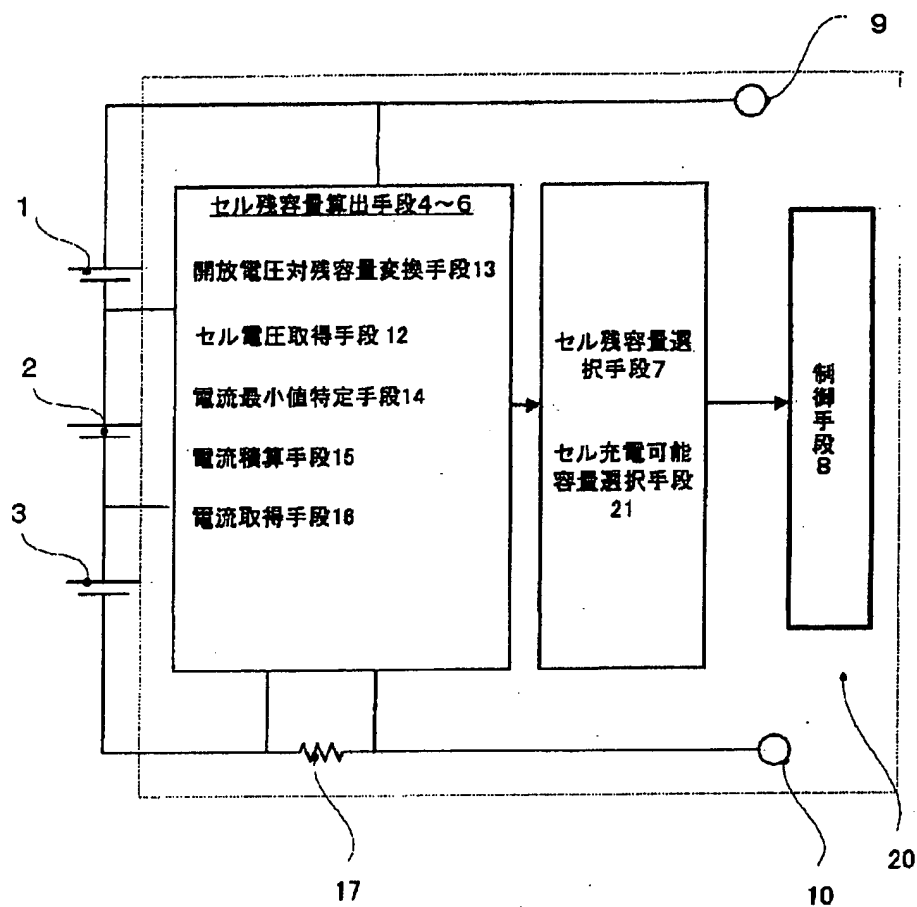 9
セル残容量算出手段4～6
1
開放電圧対残容量変換手段13
セル電圧取得手段12
2
電流最小値特定手段14
電流積算手段15
電流取得手段16
3
セル残容量選
択手段7
セル充電可能
容量選択手段
21
制御手段8
17
10
20